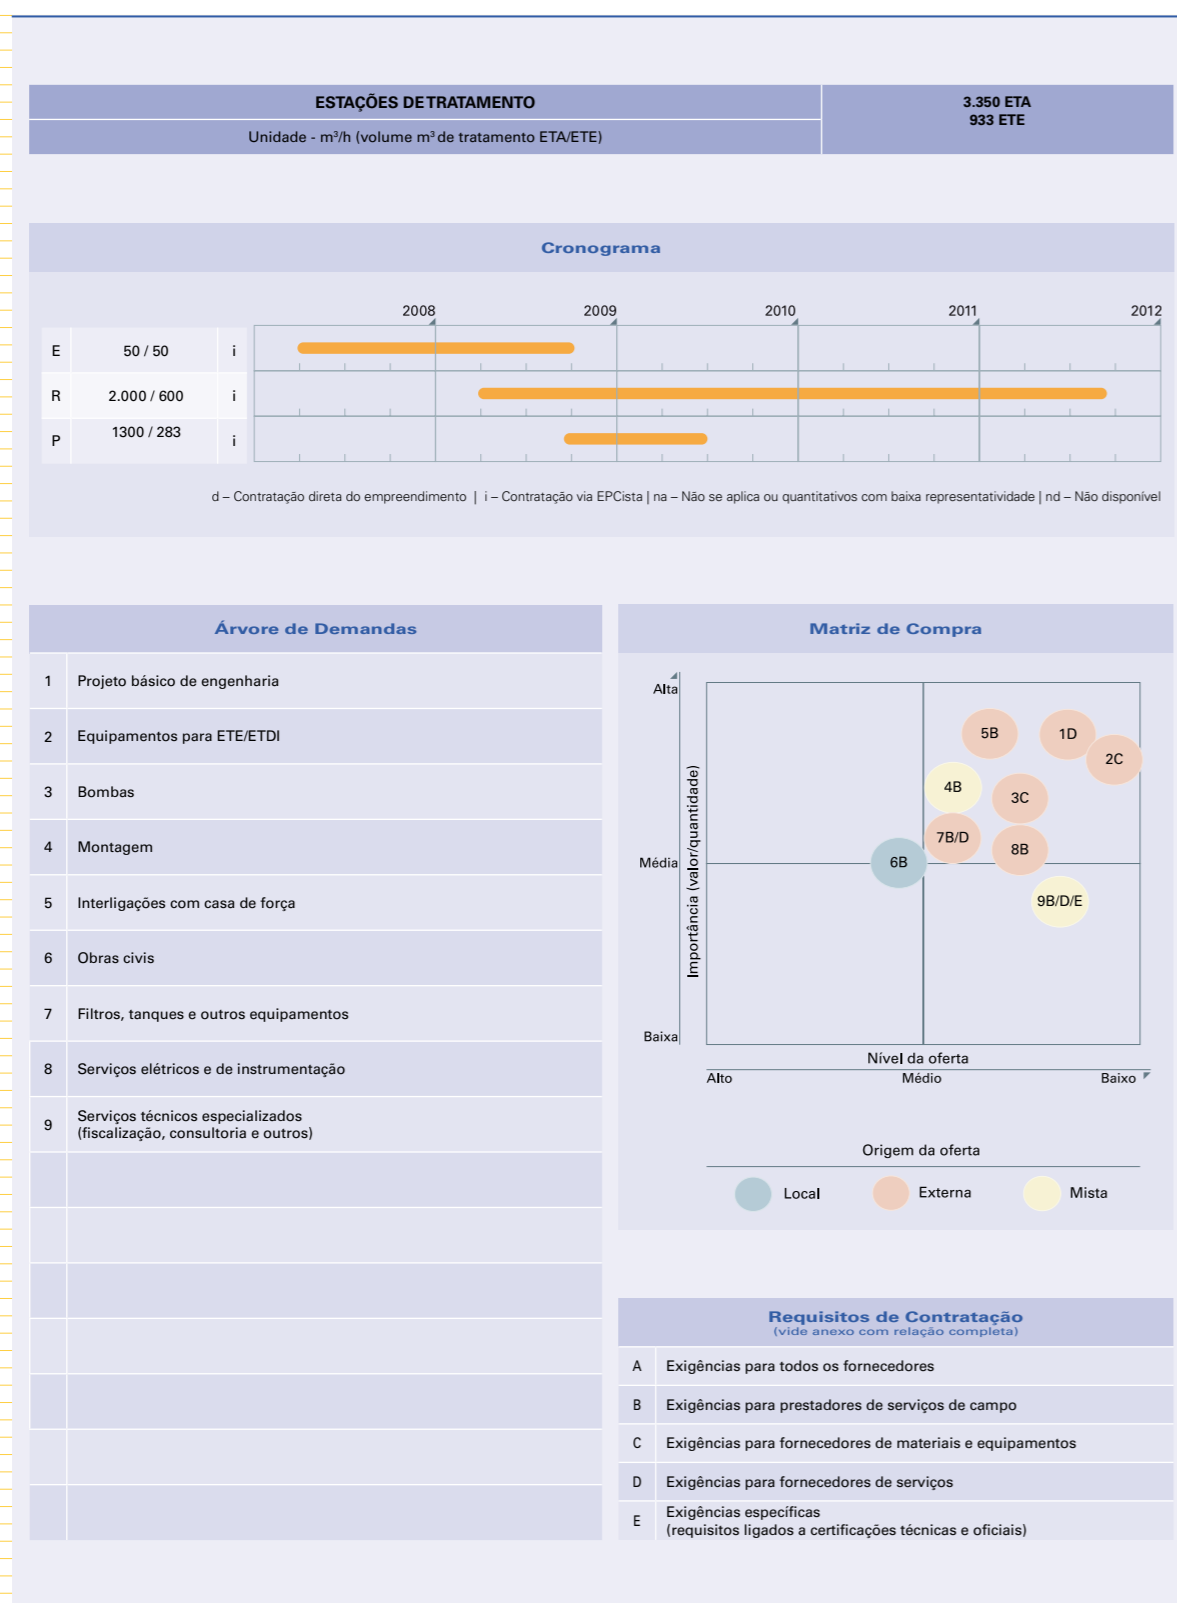 ESTAÇÕES DE TRATAMENTO
3.350 ETA
933 ETE
Unidade - m³/h (volume m³ de tratamento ETA/ETE)
Cronograma
2008 2009 2010 2011 2012
E 50 / 50 i
R 2.000 / 600 i
P 1300 / 283 i
d – Contratação direta do empreendimento | i – Contratação via EPCista | na – Não se aplica ou quantitativos com baixa representatividade | nd – Não disponível
Árvore de Demandas
1 Projeto básico de engenharia
2 Equipamentos para ETE/ETDI
3 Bombas
4 Montagem
5 Interligações com casa de força
6 Obras civis
7 Filtros, tanques e outros equipamentos
8 Serviços elétricos e de instrumentação
9 Serviços técnicos especializados
(fiscalização, consultoria e outros)
Matriz de Compra
Alta
Média
Baixa
Importância (valor/quantidade)
5B 1D
2C
4B 3C
7B/D 8B
6B
9B/D/E
Nível da oferta
Alto Médio Baixo
Origem da oferta
Local Externa Mista
Requisitos de Contratação
(vide anexo com relação completa)
A Exigências para todos os fornecedores
B Exigências para prestadores de serviços de campo
C Exigências para fornecedores de materiais e equipamentos
D Exigências para fornecedores de serviços
E Exigências específicas
(requisitos ligados a certificações técnicas e oficiais)